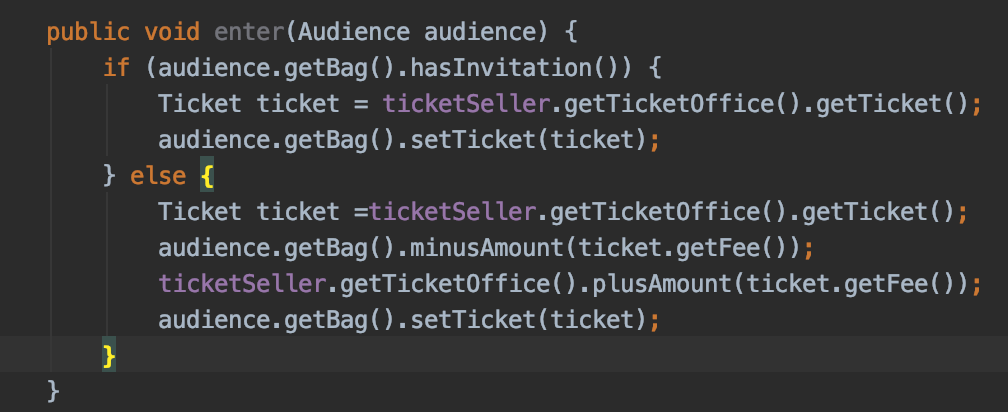 public void enter(Audience audience) {
if (audience.getBag().hasInvitation()) {
Ticket ticket = ticketSeller.getTicketOffice().getTicket();
audience.getBag().setTicket(ticket);
} else {
Ticket ticket =ticketSeller.getTicketOffice().getTicket();
audience.getBag().minusAmount(ticket.getFee());
ticketSeller.getTicketOffice().plusAmount(ticket.getFee());
audience.getBag().setTicket(ticket);
}
}